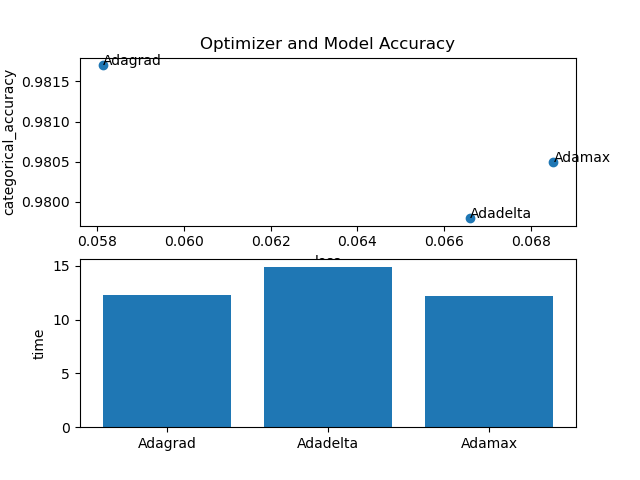 Optimizer and Model Accuracy
categorical_accuracy
0.9815
0.9810
0.9805
0.9800
Adagrad
Adamax
Adadelta
0.058 0.060 0.062 0.064 0.066 0.068
time
15
10
5
0
Adagrad Adadelta Adamax